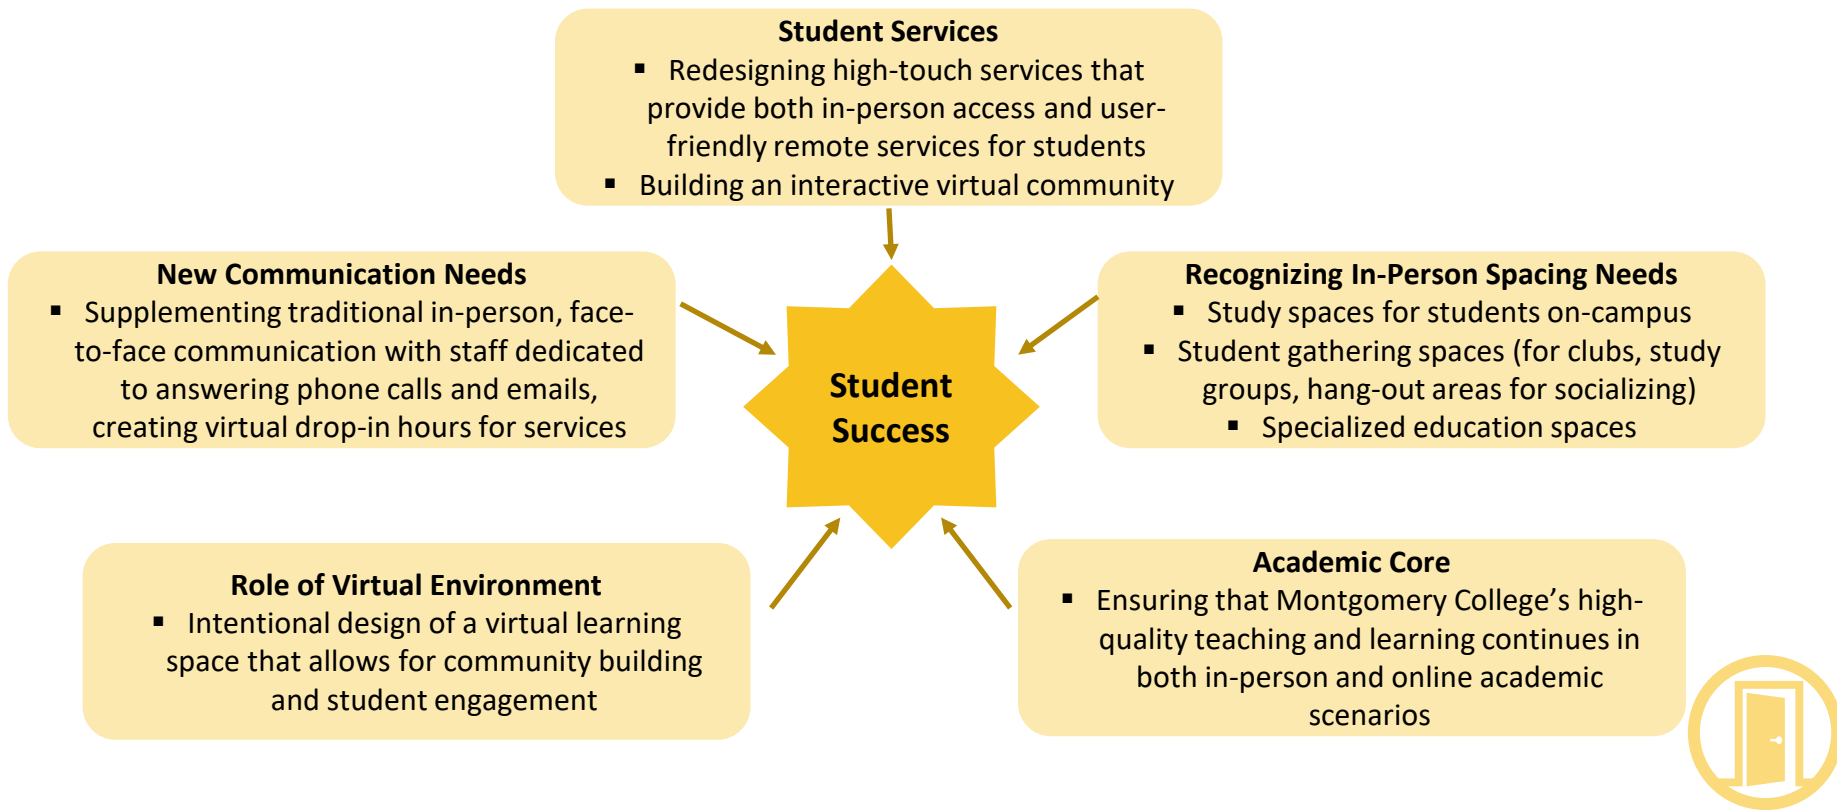 Student Services
▪ Redesigning high-touch services that
provide both in-person access and user-
friendly remote services for students
▪ Building an interactive virtual community
New Communication Needs
▪ Supplementing traditional in-person, face-
to-face communication with staff dedicated
to answering phone calls and emails,
creating virtual drop-in hours for services
Recognizing In-Person Spacing Needs
▪ Study spaces for students on-campus
▪ Student gathering spaces (for clubs, study
groups, hang-out areas for socializing)
▪ Specialized education spaces
Student
Success
Role of Virtual Environment
▪ Intentional design of a virtual learning
space that allows for community building
and student engagement
Academic Core
▪ Ensuring that Montgomery College’s high-
quality teaching and learning continues in
both in-person and online academic
scenarios